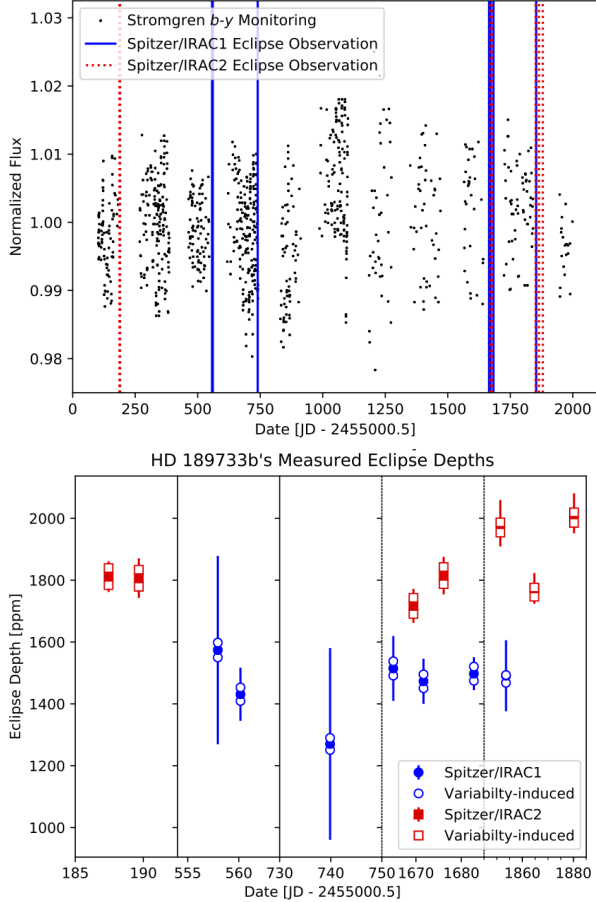 1.03
1.02
1.01
1.00
0.99
0.98
Normalized Flux
Stromgren b-y Monitoring
Spitzer/IRAC1 Eclipse Observation
Spitzer/IRAC2 Eclipse Observation
0 250 500 750 1000 1250 1500 1750 2000
Date [JD - 2455000.5]
HD 189733b's Measured Eclipse Depths
2000
1800
1600
1400
1200
1000
Eclipse Depth [ppm]
Spitzer/IRAC1
Variabilty-induced
Spitzer/IRAC2
Variabilty-induced
185 190 555 560 730 740 750 1670 1680 1860 1880
Date [JD - 2455000.5]